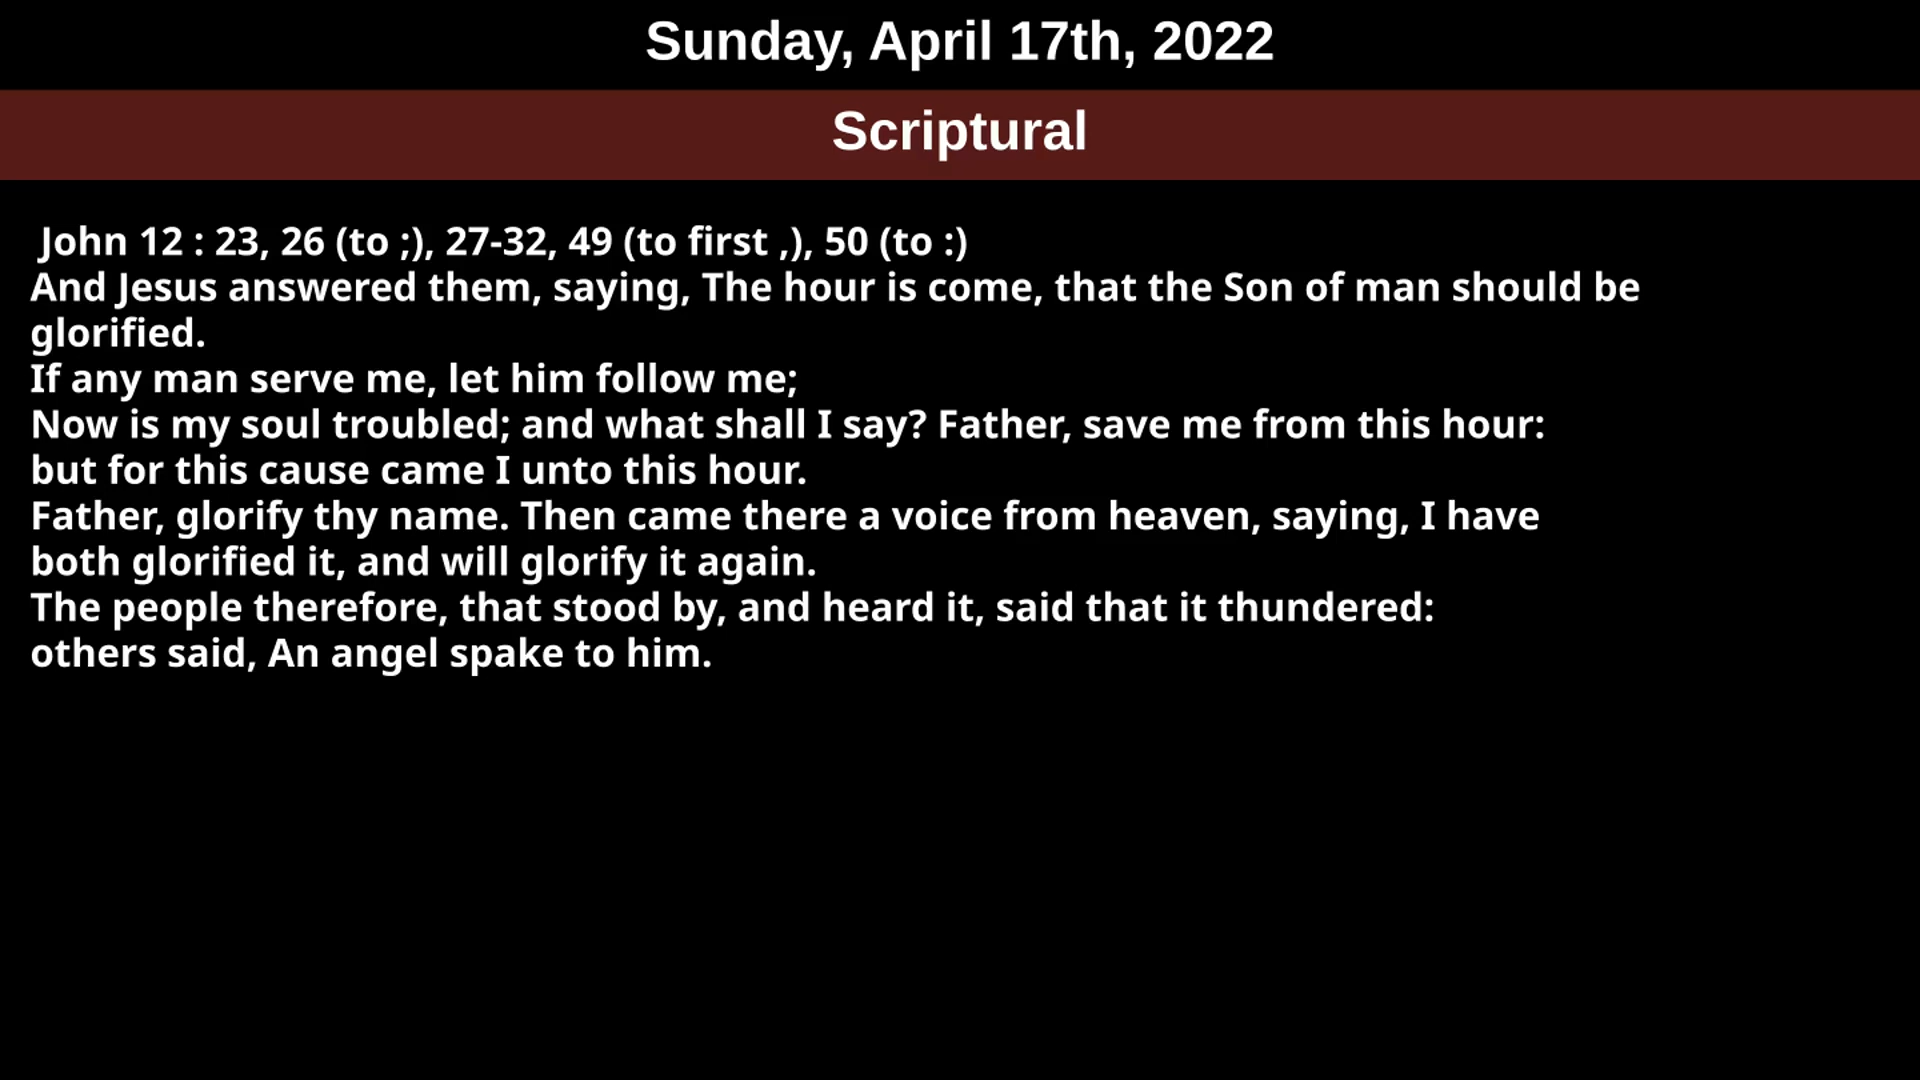 Sunday, April 17th, 2022
Scriptural
John 12 : 23, 26 (to ;), 27-32, 49 (to first ,), 50 (to :)
And Jesus answered them, saying, The hour is come, that the Son of man should be
glorified.
If any man serve me, let him follow me;
Now is my soul troubled; and what shall I say? Father, save me from this hour:
but for this cause came I unto this hour.
Father, glorify thy name. Then came there a voice from heaven, saying, I have
both glorified it, and will glorify it again.
The people therefore, that stood by, and heard it, said that it thundered:
others said, An angel spake to him.